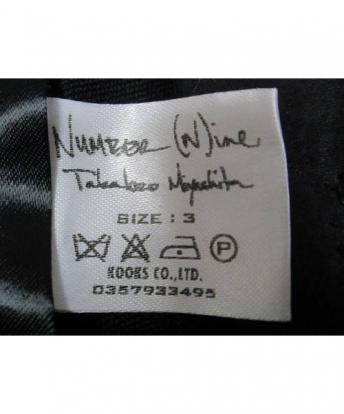 NUMBER (N)ine
Takahiro Miyashita
SIZE : 3
P
KOOKS CO.,LTD.
0357933495